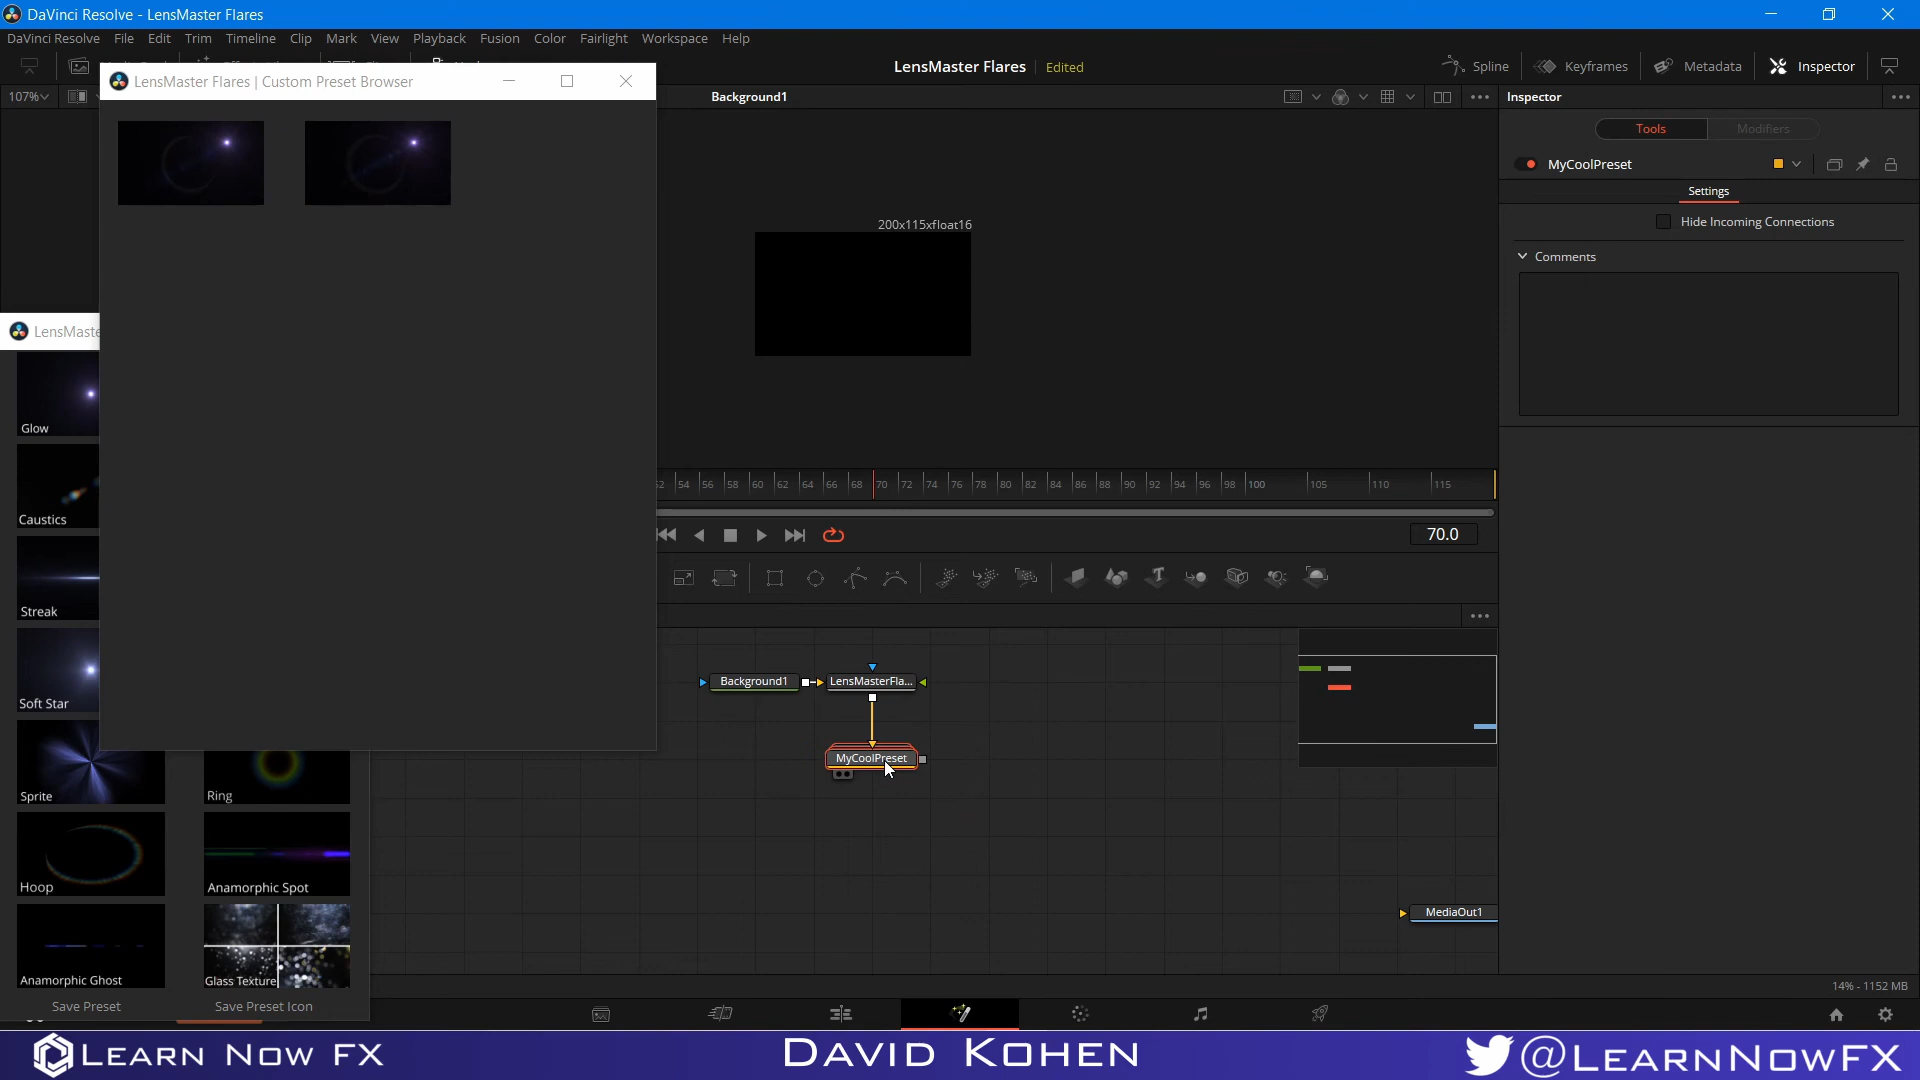 DaVinci Resolve - LensMaster Flares
DaVinci Resolve File Edit Trim Timeline Clip Mark View Playback Fusion Color Fairlight Workspace Help
LensMaster Flares Edited
Spline Keyframes Metadata Inspector
LensMaster Flares | Custom Preset Browser
107%
Background1
Inspector
Tools Modifiers
MyCoolPreset
Settings
Hide Incoming Connections
Comments
200x115xfloat16
LensMaste
Glow
Caustics
Streak
Soft Star
Sprite
Ring
Hoop
Anamorphic Spot
Anamorphic Ghost
Glass Texture
Save Preset Save Preset Icon
52 54 56 58 60 62 64 66 68 70 72 74 76 78 80 82 84 86 88 90 92 94 96 98 100 105 110 115
70.0
Background1 LensMasterFla...
MyCoolPreset
MediaOut1
14% - 1152 MB
LEARN NOW FX
DAVID KOHEN
@LEARNNOWFX